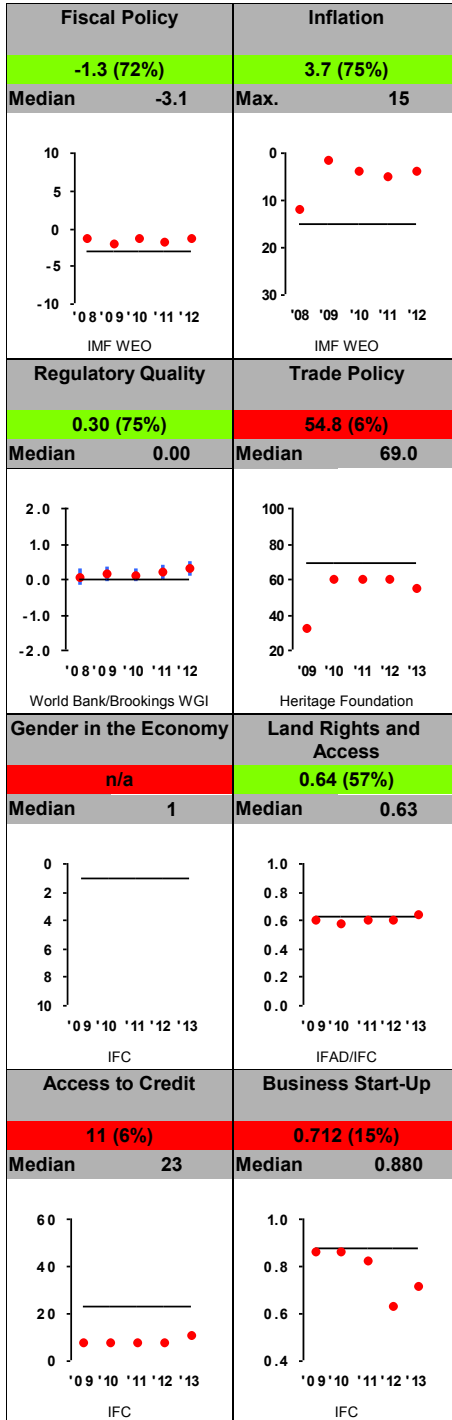 Fiscal Policy
-1.3 (72%)
Median -3.1
10
5
0
-5
-10
'08 '09 '10 '11 '12
IMF WEO
Inflation
3.7 (75%)
Max. 15
0
10
20
30
'08 '09 '10 '11 '12
IMF WEO
Regulatory Quality
0.30 (75%)
Median 0.00
2.0
1.0
0.0
-1.0
-2.0
'08 '09 '10 '11 '12
World Bank/Brookings WGI
Trade Policy
54.8 (6%)
Median 69.0
100
80
60
40
20
'09 '10 '11 '12 '13
Heritage Foundation
Gender in the Economy
n/a
Median 1
0
2
4
6
8
10
'09 '10 '11 '12 '13
IFC
Land Rights and
Access
0.64 (57%)
Median 0.63
1.0
0.8
0.6
0.4
0.2
0.0
'09 '10 '11 '12 '13
IFAD/IFC
Access to Credit
11 (6%)
Median 23
60
40
20
0
'09 '10 '11 '12 '13
IFC
Business Start-Up
0.712 (15%)
Median 0.880
1.0
0.8
0.6
0.4
'09 '10 '11 '12 '13
IFC